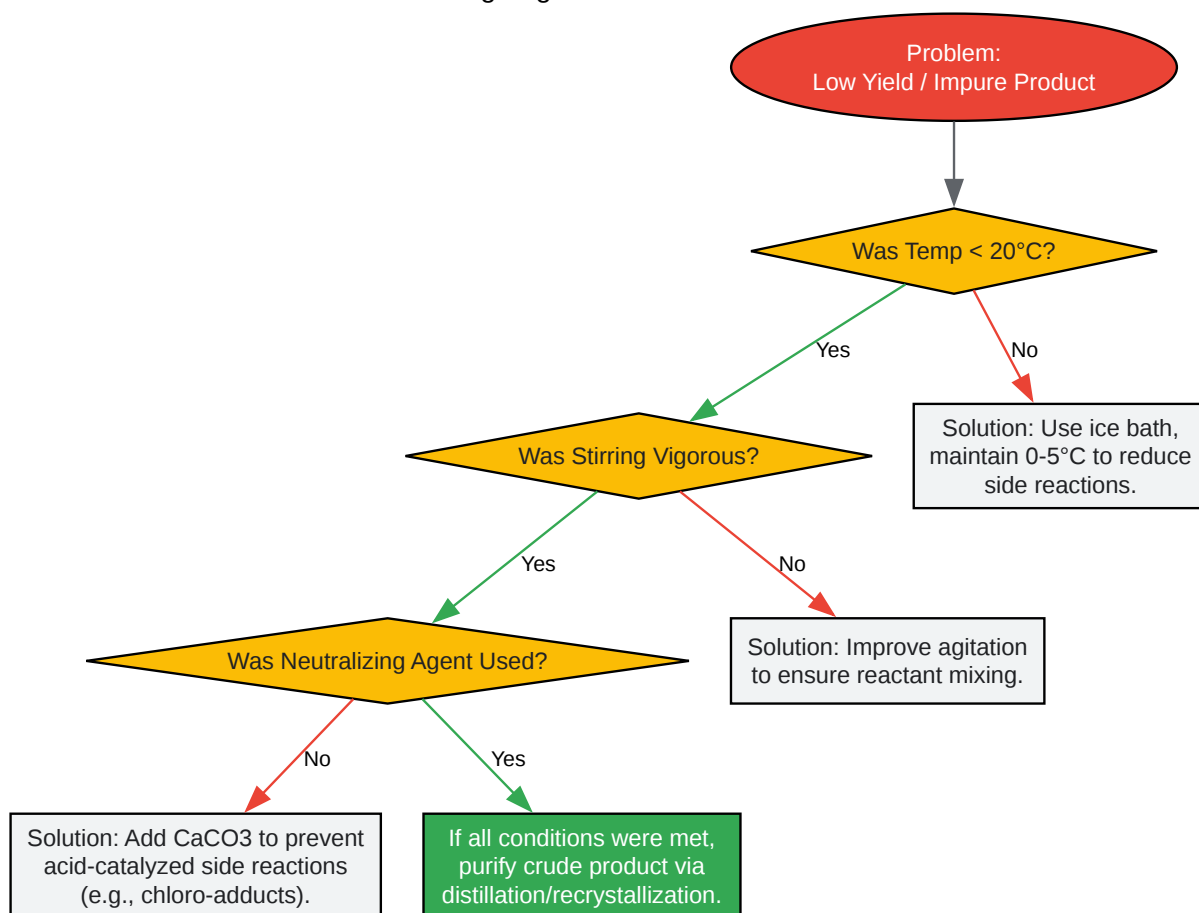 Problem:
Low Yield / Impure Product
Was Temp < 20°C?
Yes
No
Was Stirring Vigorous?
Solution: Use ice bath,
maintain 0-5°C to reduce
side reactions.
Yes
No
Was Neutralizing Agent Used?
Solution: Improve agitation
to ensure reactant mixing.
No
Yes
Solution: Add CaCO3 to prevent
acid-catalyzed side reactions
(e.g., chloro-adducts).
If all conditions were met,
purify crude product via
distillation/recrystallization.